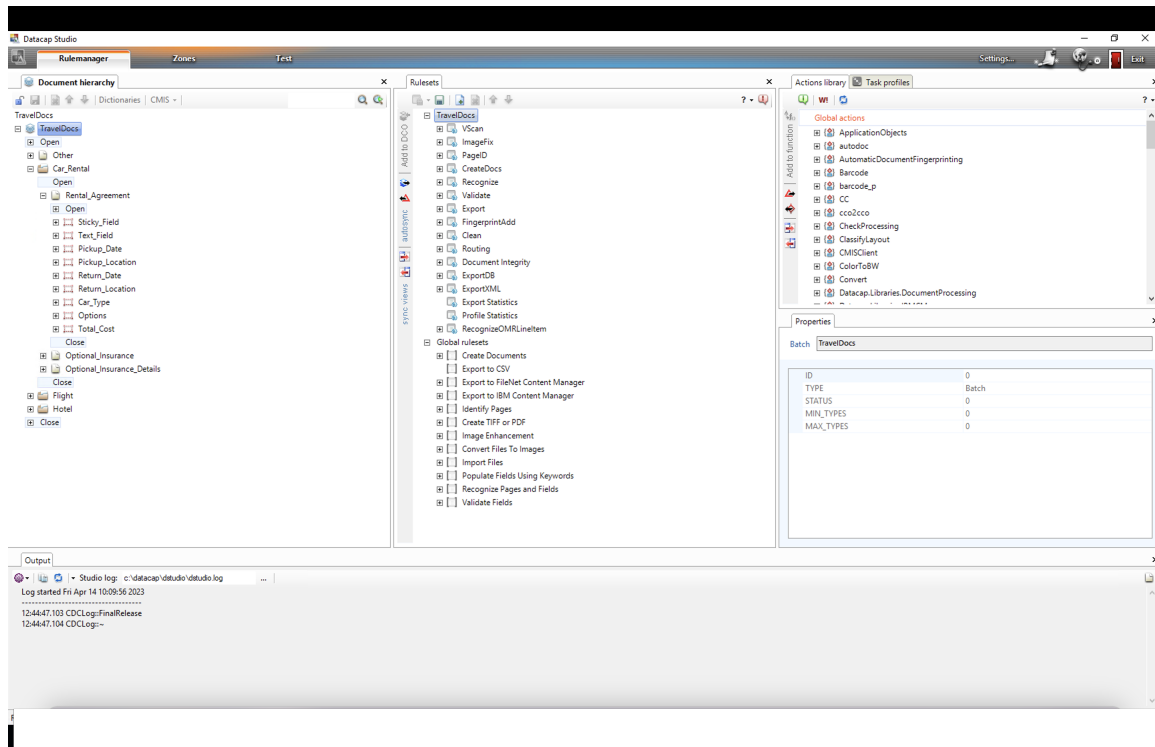 Datacap Studio
Rulemanager Zones Test Settings... Exit
Document hierarchy
Dictionaries CMIS
TravelDocs
TravelDocs
Open
Other
Car_Rental
Open
Rental_Agreement
Open
Sticky_Field
Text_Field
Pickup_Date
Pickup_Location
Return_Date
Return_Location
Car_Type
Options
Total_Cost
Close
Optional_Insurance
Optional_Insurance_Details
Close
Flight
Hotel
Close
Rulesets
Add to DCO
autosync
sync views
TravelDocs
VScan
ImageFix
PageID
CreateDocs
Recognize
Validate
Export
FingerprintAdd
Clean
Routing
Document Integrity
ExportDB
ExportXML
Export Statistics
Profile Statistics
RecognizeOMRLineItem
Global rulesets
Create Documents
Export to CSV
Export to FileNet Content Manager
Export to IBM Content Manager
Identify Pages
Create TIFF or PDF
Image Enhancement
Convert Files To Images
Import Files
Populate Fields Using Keywords
Recognize Pages and Fields
Validate Fields
Actions library Task profiles
W!
Add to function
Global actions
ApplicationObjects
autodoc
AutomaticDocumentFingerprinting
Barcode
barcode_p
CC
cco2cco
CheckProcessing
ClassifyLayout
CMISClient
ColorToBW
Convert
Datacap.Libraries.DocumentProcessing
Properties
Batch TravelDocs
ID 0
TYPE Batch
STATUS 0
MIN_TYPES 0
MAX_TYPES 0
Output
Studio log: c:\datacap\dstudio\dstudio.log ...
Log started Fri Apr 14 10:09:56 2023
------------------------------------
12:44:47.103 CDCLog::FinalRelease
12:44:47.104 CDCLog::~